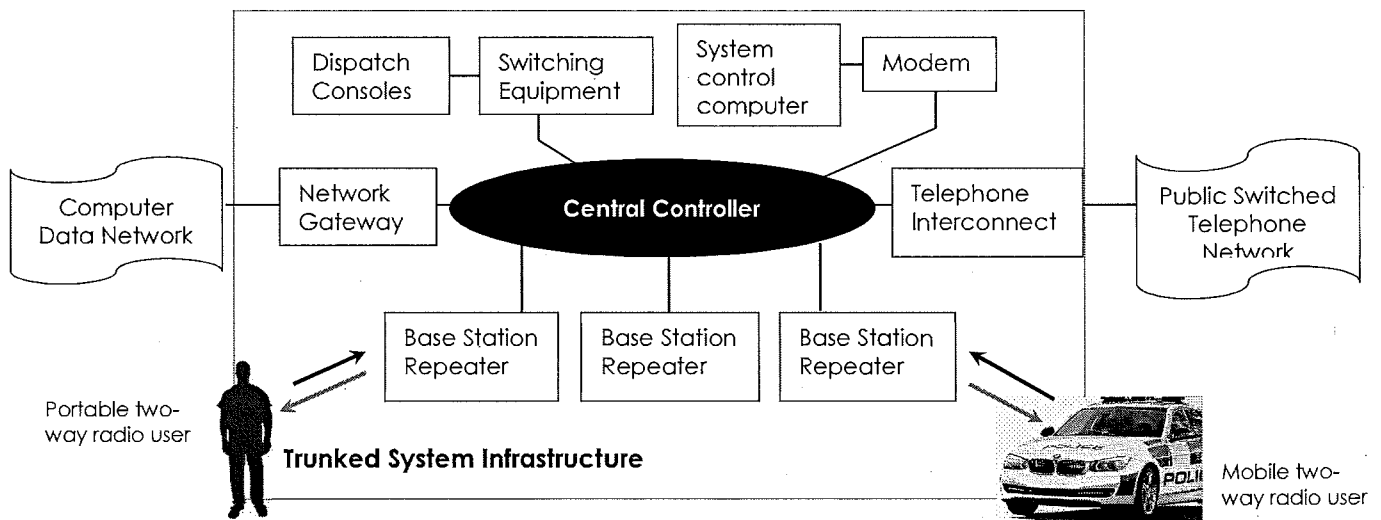 Dispatch
Consoles
Switching
Equipment
System
control
computer
Modem
Computer
Data Network
Network
Gateway
Central Controller
Telephone
Interconnect
Public Switched
Telephone
Network
Base Station
Repeater
Base Station
Repeater
Base Station
Repeater
Portable two-
way radio user
Trunked System Infrastructure
POLI
Mobile two-
way radio user